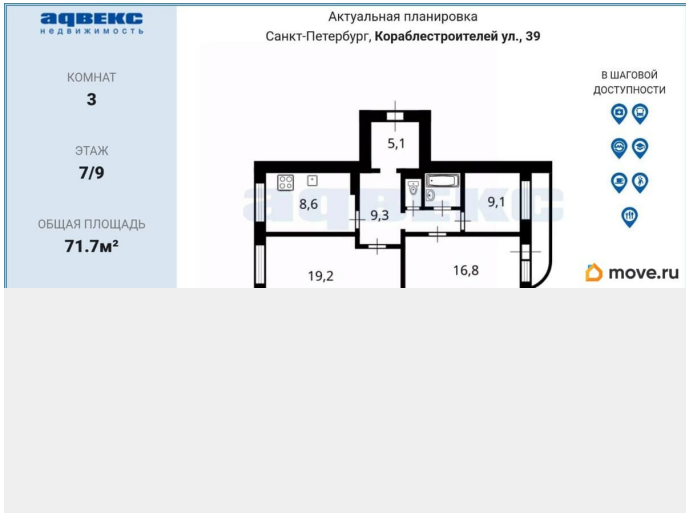 адвекс
недвижимость
КОМНАТ
3
ЭТАЖ
7/9
ОБЩАЯ ПЛОЩАДЬ
71.7м²
Актуальная планировка
Санкт-Петербург, Кораблестроителей ул., 39
5,1
8,6
9,3
9,1
19,2
16,8
адвекс
В ШАГОВОЙ
ДОСТУПНОСТИ
move.ru